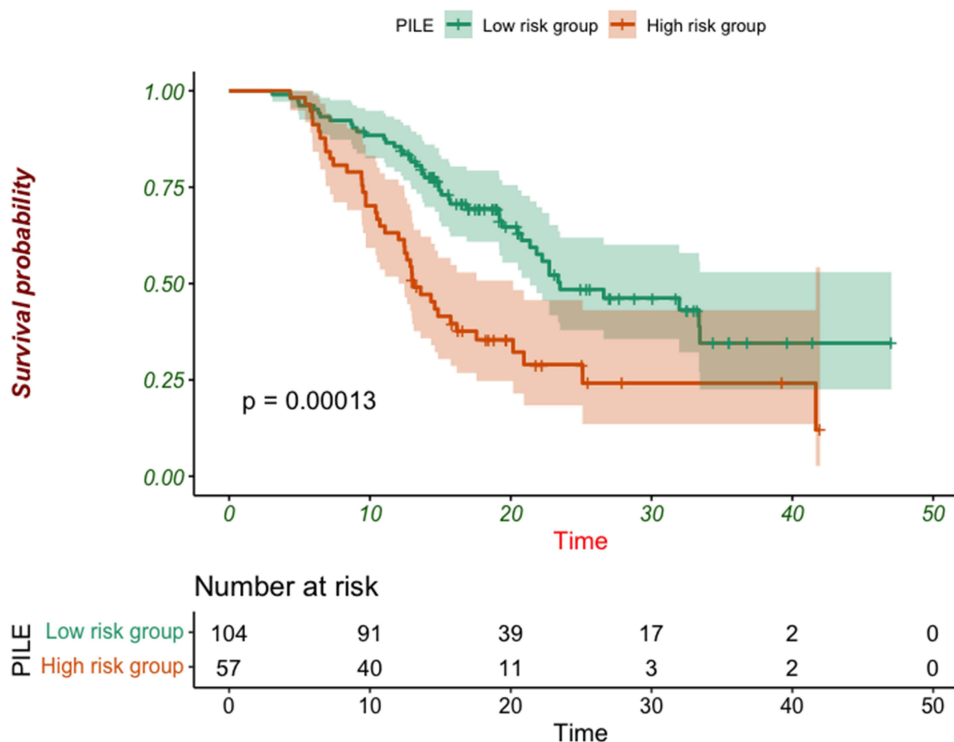 PILE Low risk group High risk group
Survival probability
1.00
0.75
0.50
0.25
0.00
p = 0.00013
0 10 20 30 40 50
Time
Number at risk
PILE
Low risk group 104 91 39 17 2 0
High risk group 57 40 11 3 2 0
0 10 20 30 40 50
Time